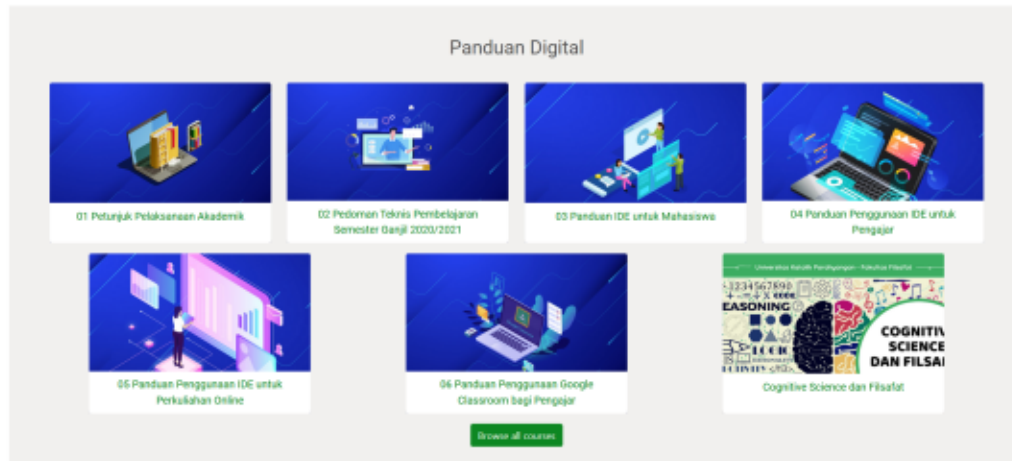 Panduan Digital
01 Petunjuk Pelaksanaan Akademik
02 Pedoman Teknis Pembelajaran
Semester Ganjil 2020/2021
03 Panduan IDE untuk Mahasiswa
04 Panduan Penggunaan IDE untuk
Pengajar
05 Panduan Penggunaan IDE untuk
Perkuliahan Online
06 Panduan Penggunaan Google
Classroom bagi Pengajar
Universitas Katolik Parahyangan - Fakultas Filsafat
1234567890
EASONING
LOGIC
COGNITIV
SCIENCE
DAN FILSAF
Cognitive Science dan Filsafat
Browse all courses